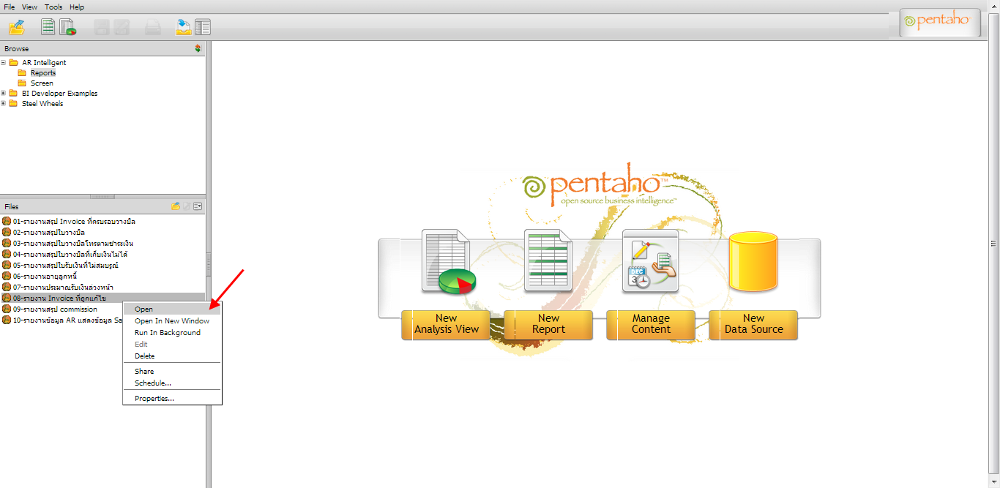 File View Tools Help
pentaho
Browse
AR Intelligent
Reports
Screen
BI Developer Examples
Steel Wheels
Files
01-รายงานสรุป Invoice ที่ครบรอบวางบิล
02-รายงานสรุปใบวางบิล
03-รายงานสรุปใบวางบิลโทรตามชำระเงิน
04-รายงานสรุปใบวางบิลที่เก็บเงินไม่ได้
05-รายงานสรุปใบรับเงินที่ไม่สมบูรณ์
06-รายงานอายุลูกหนี้
07-รายงานประมาณรับเงินล่วงหน้า
08-รายงาน Invoice ที่ถูกแก้ไข
09-รายงานสรุป commission
10-รายงานข้อมูล AR แสดงข้อมูล Sa
Open
Open In New Window
Run In Background
Edit
Delete
Share
Schedule...
Properties...
pentaho™
open source business intelligence™
DEC
3
New
Analysis View
New
Report
Manage
Content
New
Data Source